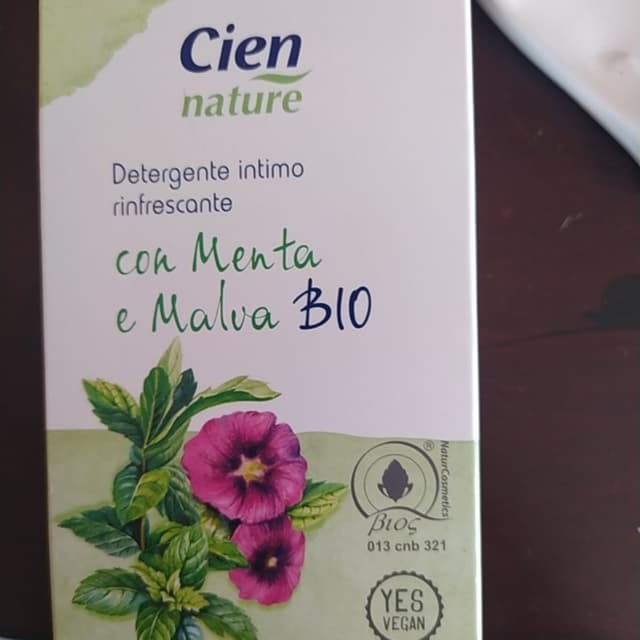 Cien
nature
Detergente intimo
rinfrescante
con Menta
e Malva BIO
®
NaturCosmetics
βιος
013 cnb 321
YES
VEGAN